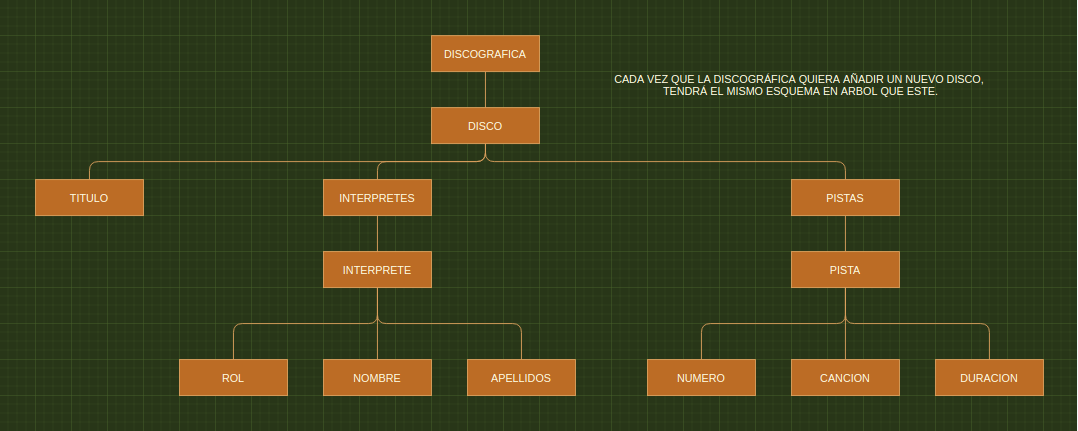 DISCOGRAFICA
CADA VEZ QUE LA DISCOGRÁFICA QUIERA AÑADIR UN NUEVO DISCO,
TENDRÁ EL MISMO ESQUEMA EN ARBOL QUE ESTE.
DISCO
TITULO
INTERPRETES
PISTAS
INTERPRETE
PISTA
ROL
NOMBRE
APELLIDOS
NUMERO
CANCION
DURACION